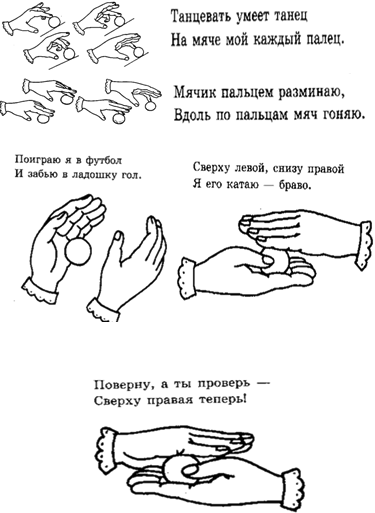 Танцевать умеет танец
На мяче мой каждый палец.
Мячик пальцем разминаю,
Вдоль по пальцам мяч гоняю.
Поиграю я в футбол
И забью в ладошку гол.
Сверху левой, снизу правой
Я его катаю — браво.
Поверну, а ты проверь —
Сверху правая теперь!